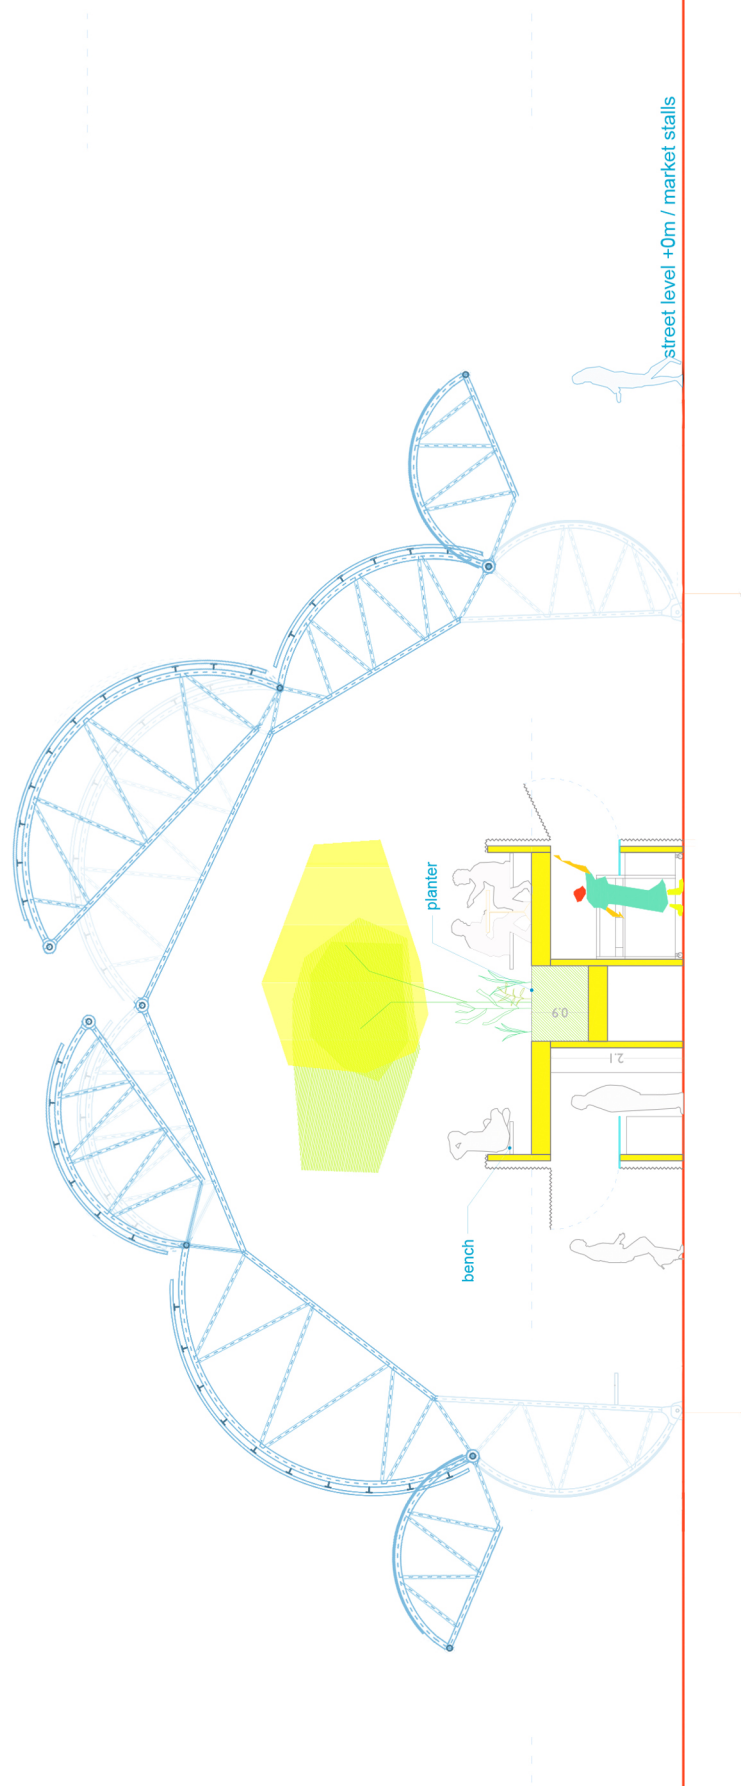 street level +0m / market stalls
planter
0.9
2.1
bench